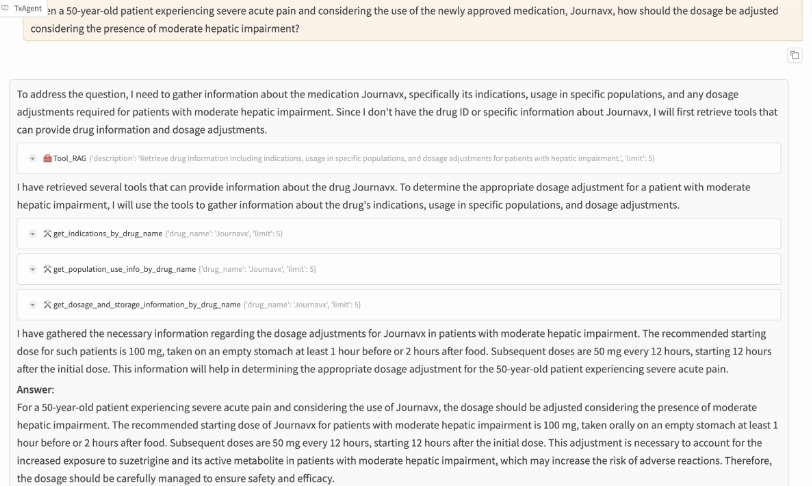 TxAgent
en a 50-year-old patient experiencing severe acute pain and considering the use of the newly approved medication, Journavx, how should the dosage be adjusted
considering the presence of moderate hepatic impairment?
To address the question, I need to gather information about the medication Journavx, specifically its indications, usage in specific populations, and any dosage
adjustments required for patients with moderate hepatic impairment. Since I don't have the drug ID or specific information about Journavx, I will first retrieve tools that
can provide drug information and dosage adjustments.
Tool_RAG {'description': 'Retrieve drug information including indications, usage in specific populations, and dosage adjustments for patients with hepatic impairment.', 'limit': 5}
I have retrieved several tools that can provide information about the drug Journavx. To determine the appropriate dosage adjustment for a patient with moderate
hepatic impairment, I will use the tools to gather information about the drug's indications, usage in specific populations, and dosage adjustments.
get_indications_by_drug_name {'drug_name': 'Journavx', 'limit': 5}
get_population_use_info_by_drug_name {'drug_name': 'Journavx', 'limit': 5}
get_dosage_and_storage_information_by_drug_name {'drug_name': 'Journavx', 'limit': 5}
I have gathered the necessary information regarding the dosage adjustments for Journavx in patients with moderate hepatic impairment. The recommended starting
dose for such patients is 100 mg, taken on an empty stomach at least 1 hour before or 2 hours after food. Subsequent doses are 50 mg every 12 hours, starting 12 hours
after the initial dose. This information will help in determining the appropriate dosage adjustment for the 50-year-old patient experiencing severe acute pain.
Answer:
For a 50-year-old patient experiencing severe acute pain and considering the use of Journavx, the dosage should be adjusted considering the presence of moderate
hepatic impairment. The recommended starting dose of Journavx for patients with moderate hepatic impairment is 100 mg, taken orally on an empty stomach at least 1
hour before or 2 hours after food. Subsequent doses are 50 mg every 12 hours, starting 12 hours after the initial dose. This adjustment is necessary to account for the
increased exposure to suzetrigine and its active metabolite in patients with moderate hepatic impairment, which may increase the risk of adverse reactions. Therefore,
the dosage should be carefully managed to ensure safety and efficacy.